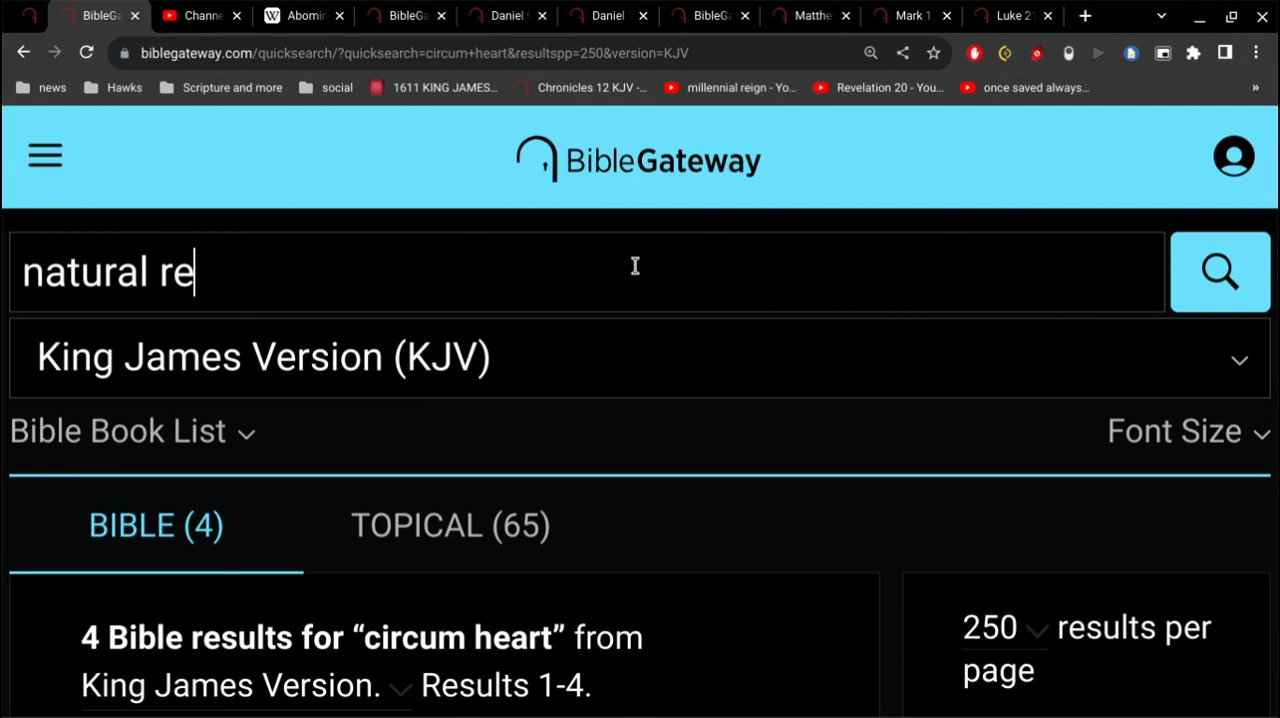 BibleGa Channe Abomin BibleGa Daniel Daniel BibleGa Matthe Mark 1 Luke 2
biblegateway.com/quicksearch/?quicksearch=circum+heart&resultspp=250&version=KJV
news Hawks Scripture and more social 1611 KING JAMES... Chronicles 12 KJV -... millennial reign - Yo... Revelation 20 - You... once saved always... »
BibleGateway
natural re
King James Version (KJV)
Bible Book List Font Size
BIBLE (4) TOPICAL (65)
4 Bible results for “circum heart” from
King James Version. Results 1-4.
250 results per
page